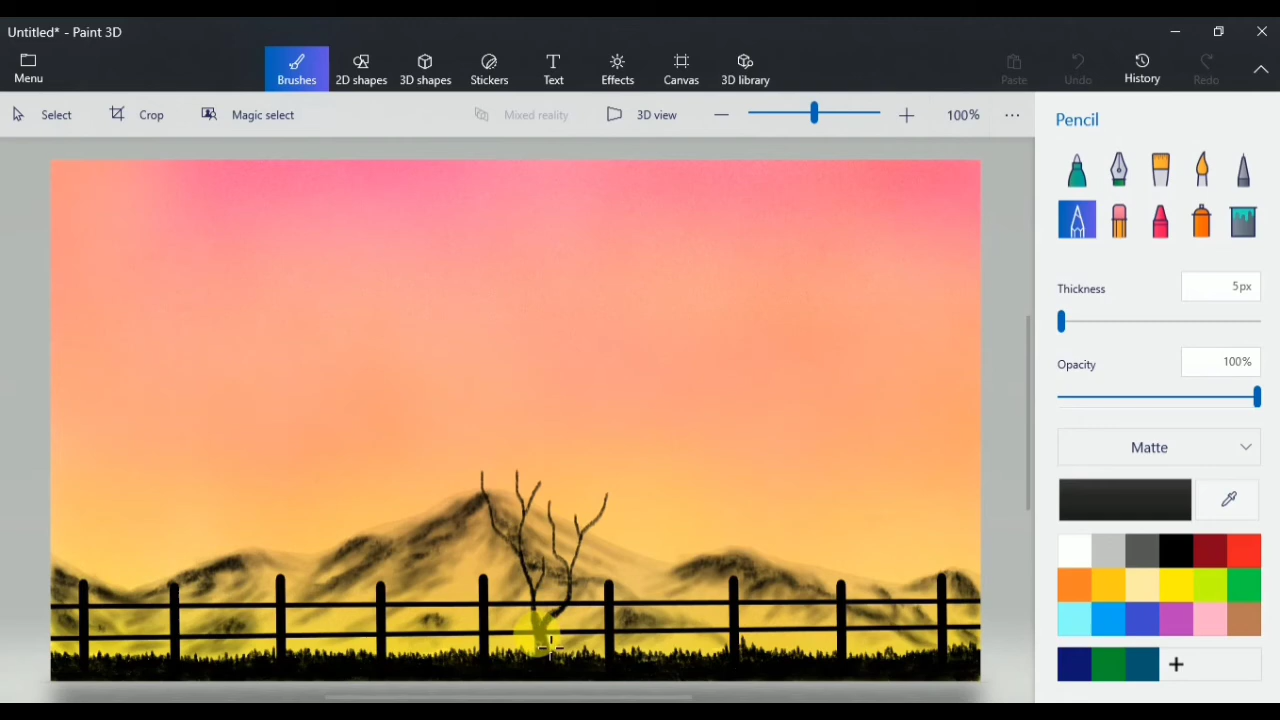 Untitled* - Paint 3D
Menu
Brushes
2D shapes
3D shapes
Stickers
Text
Effects
Canvas
3D library
Paste
Undo
History
Redo
Select
Crop
Magic select
Mixed reality
3D view
100%
Pencil
Thickness
5px
Opacity
100%
Matte